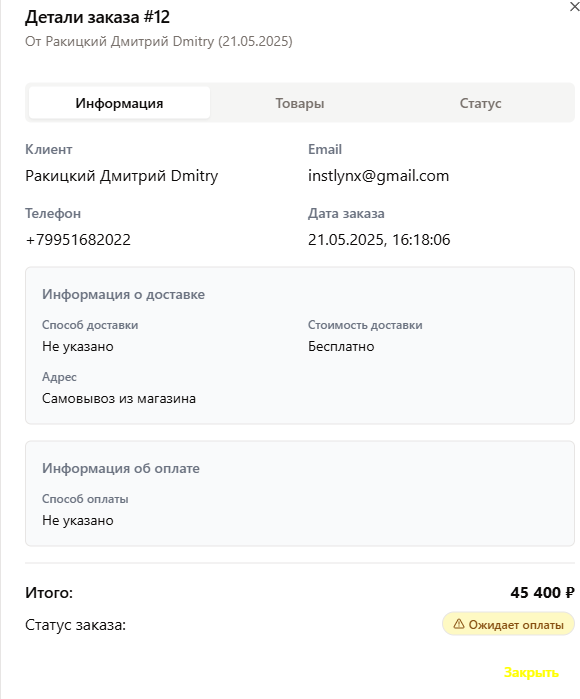 Детали заказа #12
От Ракицкий Дмитрий Dmitry (21.05.2025)
Информация Товары Статус
Клиент Email
Ракицкий Дмитрий Dmitry instlynx@gmail.com
Телефон Дата заказа
+79951682022 21.05.2025, 16:18:06
Информация о доставке
Способ доставки Стоимость доставки
Не указано Бесплатно
Адрес
Самовывоз из магазина
Информация об оплате
Способ оплаты
Не указано
Итого: 45 400 ₽
Статус заказа: Ожидает оплаты
Закрыть